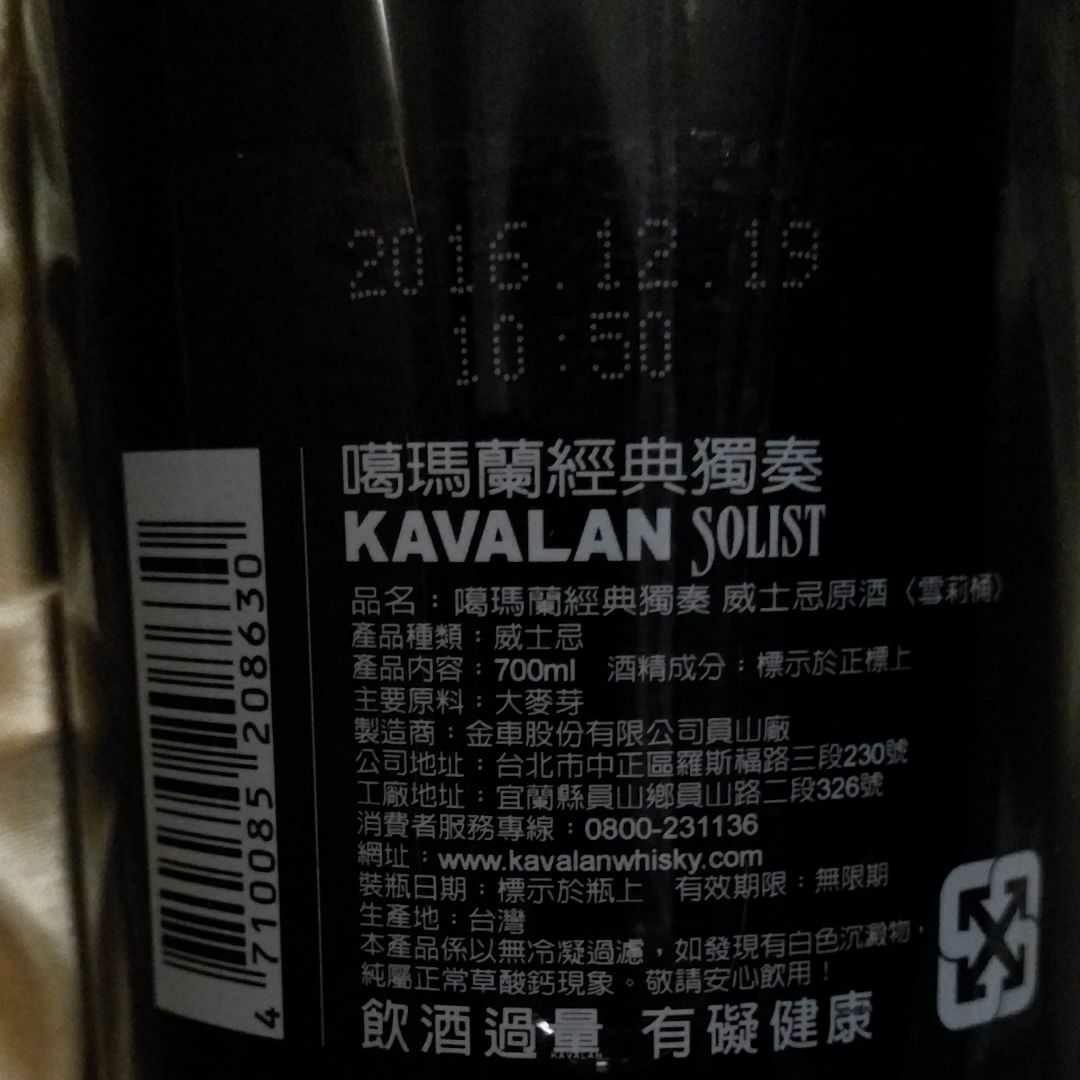 2016.12.19
10:50
噶瑪蘭經典獨奏
KAVALAN SOLIST
品名：噶瑪蘭經典獨奏 威士忌原酒〈雪莉桶〉
產品種類：威士忌
產品內容：700ml 酒精成分：標示於正標上
主要原料：大麥芽
製造商：金車股份有限公司員山廠
公司地址：台北市中正區羅斯福路三段230號
工廠地址：宜蘭縣員山鄉員山路二段326號
消費者服務專線：0800-231136
網址：www.kavalanwhisky.com
裝瓶日期：標示於瓶上 有效期限：無限期
生產地：台灣
本產品係以無冷凝過濾，如發現有白色沉澱物，
純屬正常草酸鈣現象。敬請安心飲用！
飲酒過量 有礙健康
KAVALAN
4 710085 208630